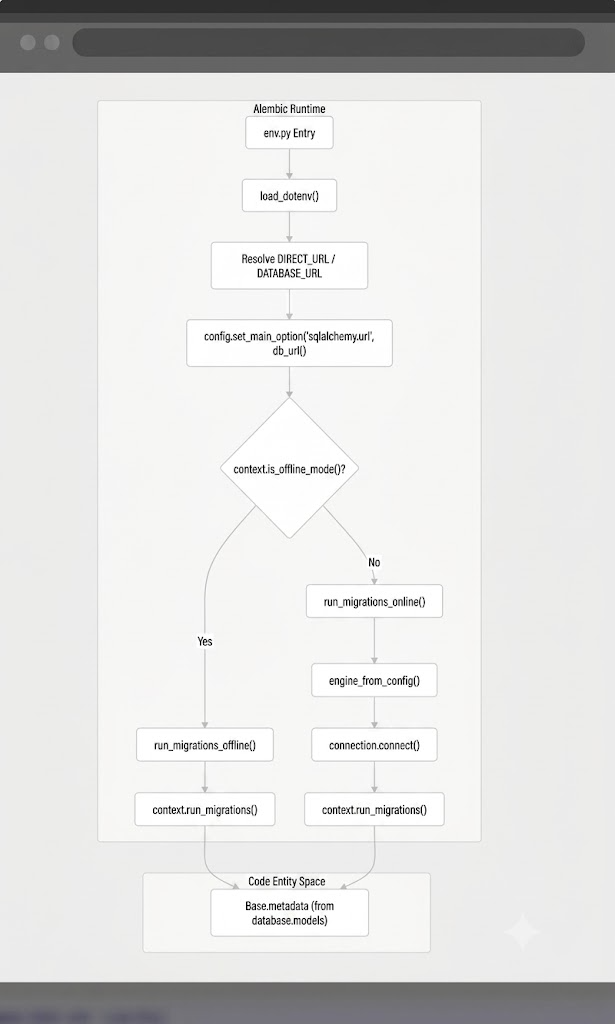 Alembic Runtime
env.py Entry
load_dotenv()
Resolve DIRECT_URL /
DATABASE_URL
config.set_main_option('sqlalchemy.url',
db_url()
context.is_offline_mode()?
No
run_migrations_online()
Yes
engine_from_config()
run_migrations_offline()
connection.connect()
context.run_migrations()
context.run_migrations()
Code Entity Space
Base.metadata (from
database.models)